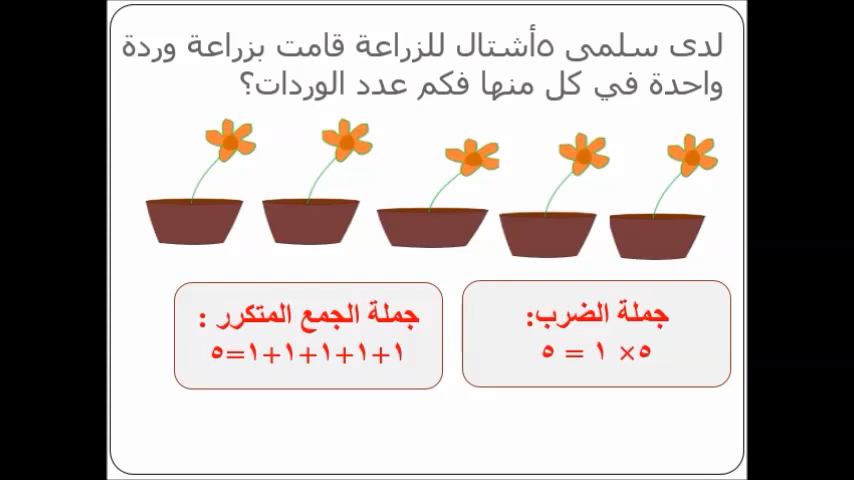 لدى سلمى ٥أشتال للزراعة قامت بزراعة وردة
واحدة في كل منها فكم عدد الوردات؟
جملة الضرب:
٥× ١ = ٥
جملة الجمع المتكرر :
١+١+١+١+١=٥